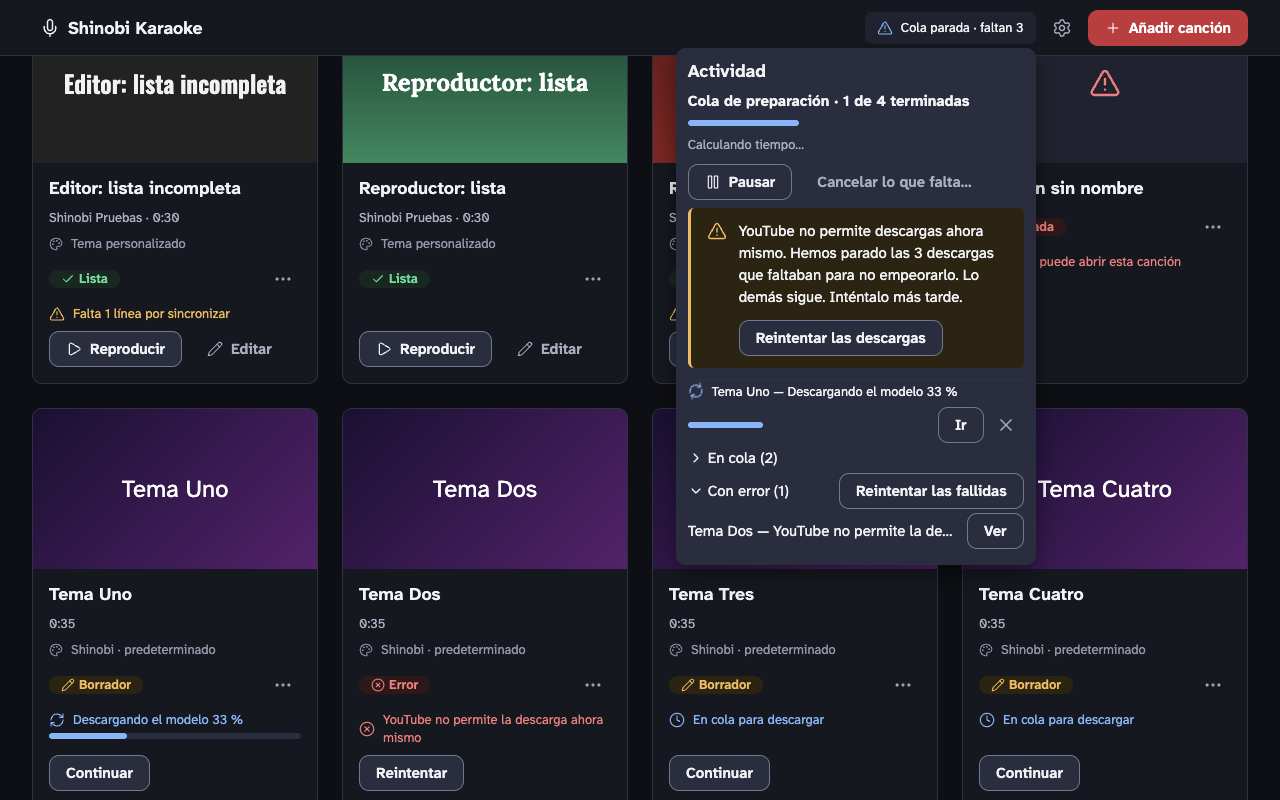 Shinobi Karaoke
Cola parada · faltan 3
Añadir canción
Editor: lista incompleta
Reproductor: lista
Editor: lista incompleta
Shinobi Pruebas · 0:30
Tema personalizado
Lista
Falta 1 línea por sincronizar
Reproducir
Editar
Reproductor: lista
Shinobi Pruebas · 0:30
Tema personalizado
Lista
Reproducir
Editar
n sin nombre
ada
puede abrir esta canción
Actividad
Cola de preparación · 1 de 4 terminadas
Calculando tiempo...
Pausar
Cancelar lo que falta...
YouTube no permite descargas ahora
mismo. Hemos parado las 3 descargas
que faltaban para no empeorarlo. Lo
demás sigue. Inténtalo más tarde.
Reintentar las descargas
Tema Uno — Descargando el modelo 33 %
Ir
En cola (2)
Con error (1)
Reintentar las fallidas
Tema Dos — YouTube no permite la de...
Ver
Tema Uno
Tema Uno
0:35
Shinobi · predeterminado
Borrador
Descargando el modelo 33 %
Continuar
Tema Dos
Tema Dos
0:35
Shinobi · predeterminado
Error
YouTube no permite la descarga ahora
mismo
Reintentar
Tema Tres
0:35
Shinobi · predeterminado
Borrador
En cola para descargar
Continuar
Tema Cuatro
Tema Cuatro
0:35
Shinobi · predeterminado
Borrador
En cola para descargar
Continuar